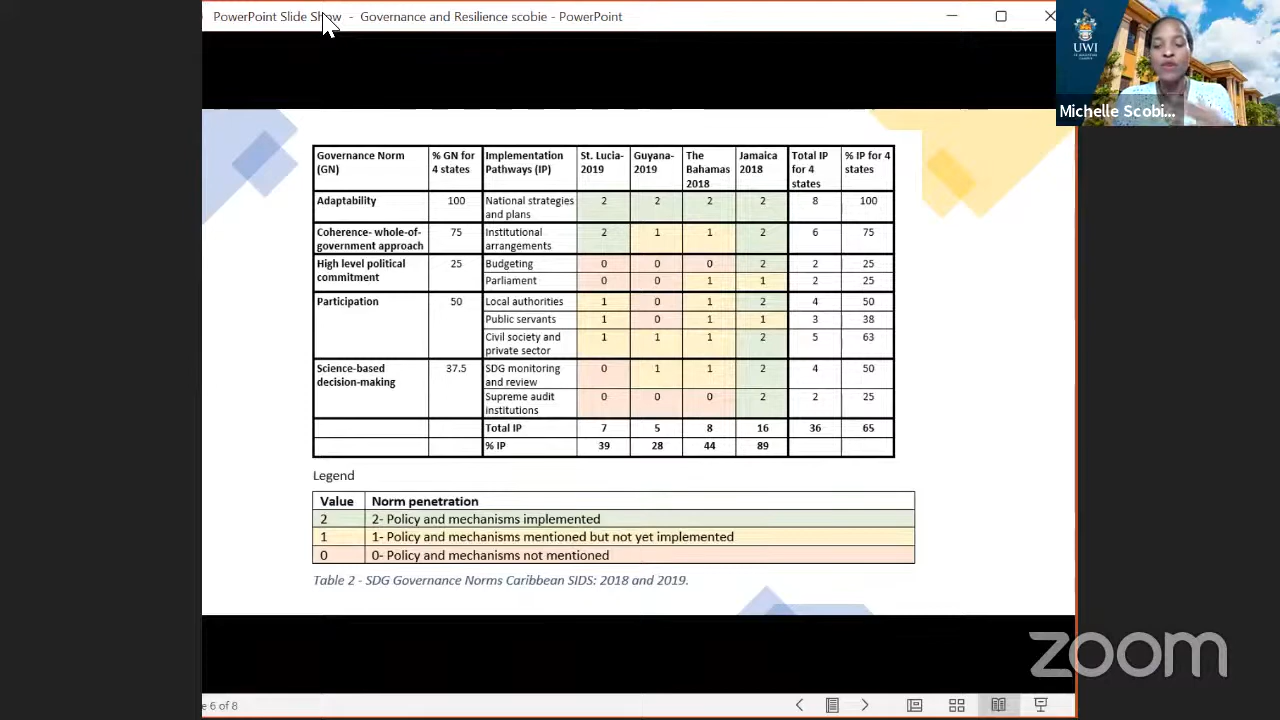 PowerPoint Slide Show - Governance and Resilience scobie - PowerPoint
UWI
Michelle Scobi...
Governance Norm (GN) % GN for 4 states Implementation Pathways (IP) St. Lucia- 2019 Guyana- 2019 The Bahamas 2018 Jamaica 2018 Total IP for 4 states % IP for 4 states
Adaptability 100 National strategies and plans 2 2 2 2 8 100
Coherence- whole-of-government approach 75 Institutional arrangements 2 1 1 2 6 75
High level political commitment 25 Budgeting 0 0 0 2 2 25
Parliament 0 0 1 1 2 25
Participation 50 Local authorities 1 0 1 2 4 50
Public servants 1 0 1 1 3 38
Civil society and private sector 1 1 1 2 5 63
Science-based decision-making 37.5 SDG monitoring and review 0 1 1 2 4 50
Supreme audit institutions 0 0 0 2 2 25
Total IP 7 5 8 16 36 65
% IP 39 28 44 89
Legend
Value Norm penetration
2 2- Policy and mechanisms implemented
1 1- Policy and mechanisms mentioned but not yet implemented
0 0- Policy and mechanisms not mentioned
Table 2 - SDG Governance Norms Caribbean SIDS: 2018 and 2019.
zoom
e 6 of 8